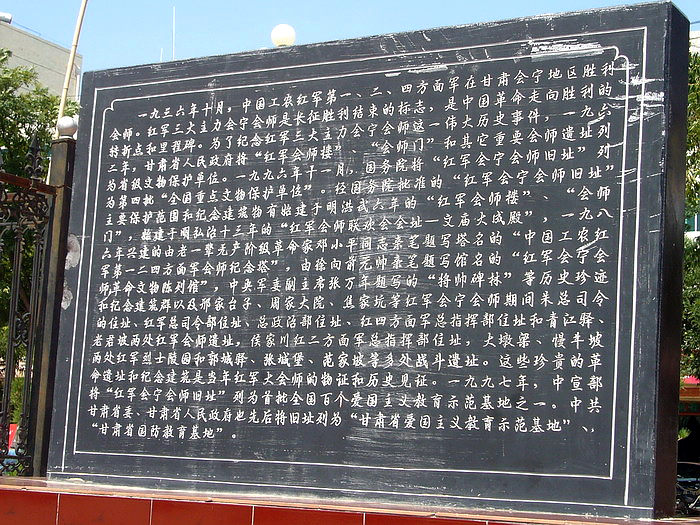 一九三六年十月，中国工农红军第一、二、四方面军在甘肃会宁地区胜利
会师。红军三大主力会宁会师是长征胜利结束的标志，是中国革命走向胜利的
转折点和里程碑。为了纪念红军三大主力会宁会师这一伟大历史事件，一九六
三年，甘肃省人民政府将“红军会师楼”、“会师门”和其它重要会师遗址列
为省级文物保护单位。一九九六年十一月，国务院将“红军会宁会师旧址”列
为第四批“全国重点文物保护单位”。经国务院批准的“红军会宁会师旧址”
主要保护范围和纪念建筑物有始建于明洪武六年的“红军会师楼”、“会师
门”，建于明弘治十三年的“红军会师联欢会会址—文庙大成殿”，一九八
六年兴建的由老一辈无产阶级革命家邓小平同志亲笔题写塔名的“中国工农红
军第一二四方面军会师纪念塔”，由徐向前元帅亲笔题写馆名的“红军会宁会
师革命文物陈列馆”，中央军委副主席张万年题写的“将帅碑林”等历史珍迹
和纪念建筑群以及邢家台子、周家大院、焦家坑等红军会宁会师期间朱总司令
的住址、红军总司令部住址、总政治部住址、红四方面军总指挥部住址和青江驿、
老君坡两处红军会师遗址，侯家川红二方面军总指挥部住址，大墩梁、慢牛坡
两处红军烈士陵园和郭城驿、张城堡、范家坡等多处战斗遗址。这些珍贵的革
命遗址和纪念建筑是当年红军大会师的物证和历史见证。一九九七年，中宣部
将“红军会宁会师旧址”列为首批全国百个爱国主义教育示范基地之一。中共
甘肃省委、甘肃省人民政府也先后将旧址列为“甘肃省爱国主义教育示范基地”、
“甘肃省国防教育基地”。